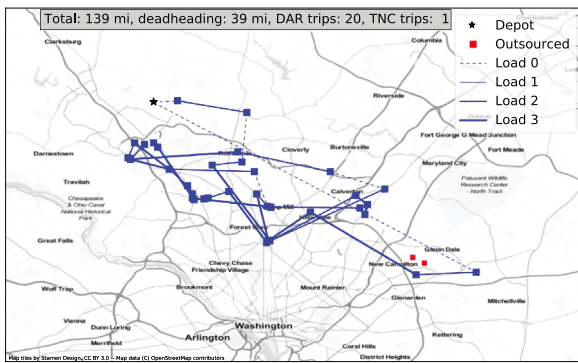 Total: 139 mi, deadheading: 39 mi, DAR trips: 20, TNC trips: 1
Depot
Outsourced
Load 0
Load 1
Load 2
Load 3
Clarksburg
Columbia
Riverside
Fort George G Mead Junction
Fort Meade
Maryland City
Cloverly
Burtonsville
Darnestown
Travilah
Chesapeake
& Ohio Canal
National Historical
Park
Patuxent Wildlife
Research Center
- North Tract
Calverton
Great Falls
Forest Glen
Chevy Chase
Friendship Village
Glenn Dale
New Carrollton
Wolf Trap
Brookmont
Mount Rainier
Glenarden
Mitchellville
Vienna
Dunn Loring
Merrifield
Washington
Arlington
Kettering
Coral Hills
District Heights
Map tiles by Stamen Design, CC BY 3.0 -- Map data (C) OpenStreetMap contributors